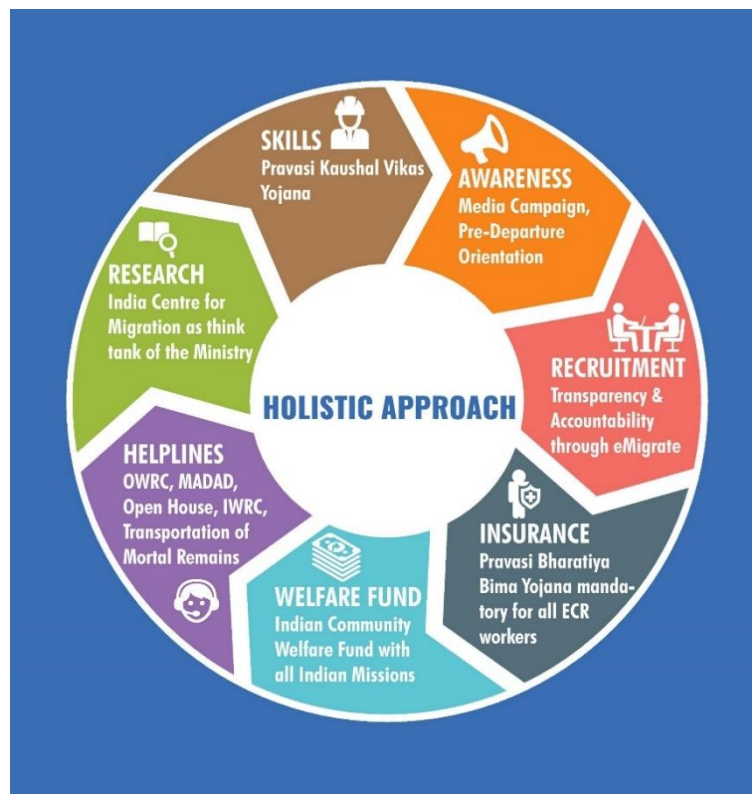 SKILLS
Pravasi Kaushal Vikas
Yojana
AWARENESS
Media Campaign,
Pre-Departure
Orientation
RECRUITMENT
Transparency &
Accountability
through eMigrate
INSURANCE
Pravasi Bharatiya
Bima Yojana manda-
tory for all ECR
workers
WELFARE FUND
Indian Community
Welfare Fund with
all Indian Missions
HELPLINES
OWRC, MADAD,
Open House, IWRC,
Transportation of
Mortal Remains
RESEARCH
India Centre for
Migration as think
tank of the Ministry
HOLISTIC APPROACH